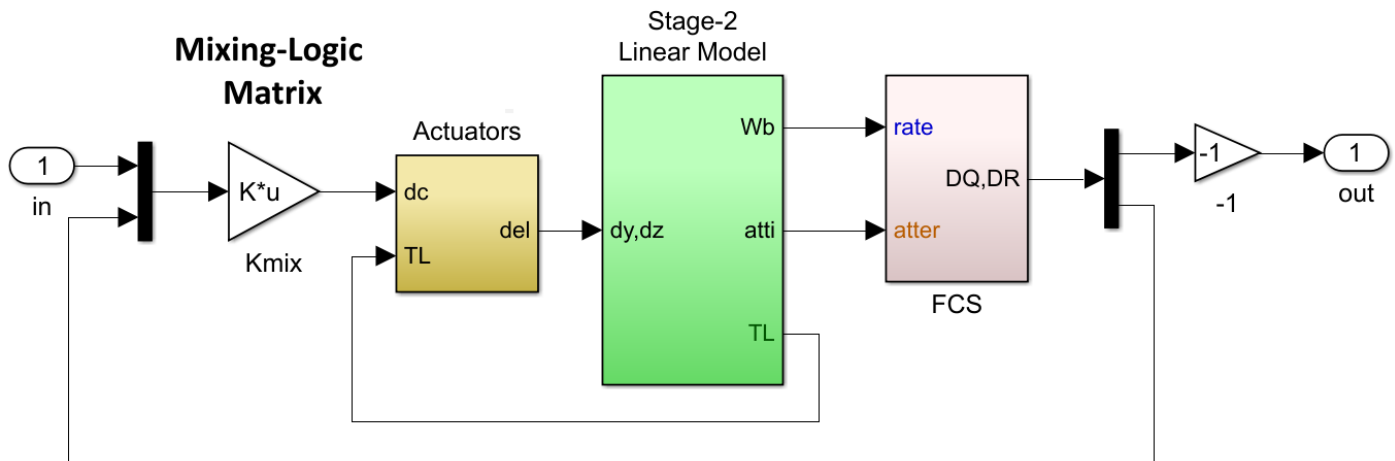 Mixing-Logic
Matrix
Stage-2
Linear Model
Actuators
1
in
K*u
Kmix
dc
TL
del
dy,dz
Wb
atti
TL
rate
atter
DQ,DR
FCS
-1
-1
1
out